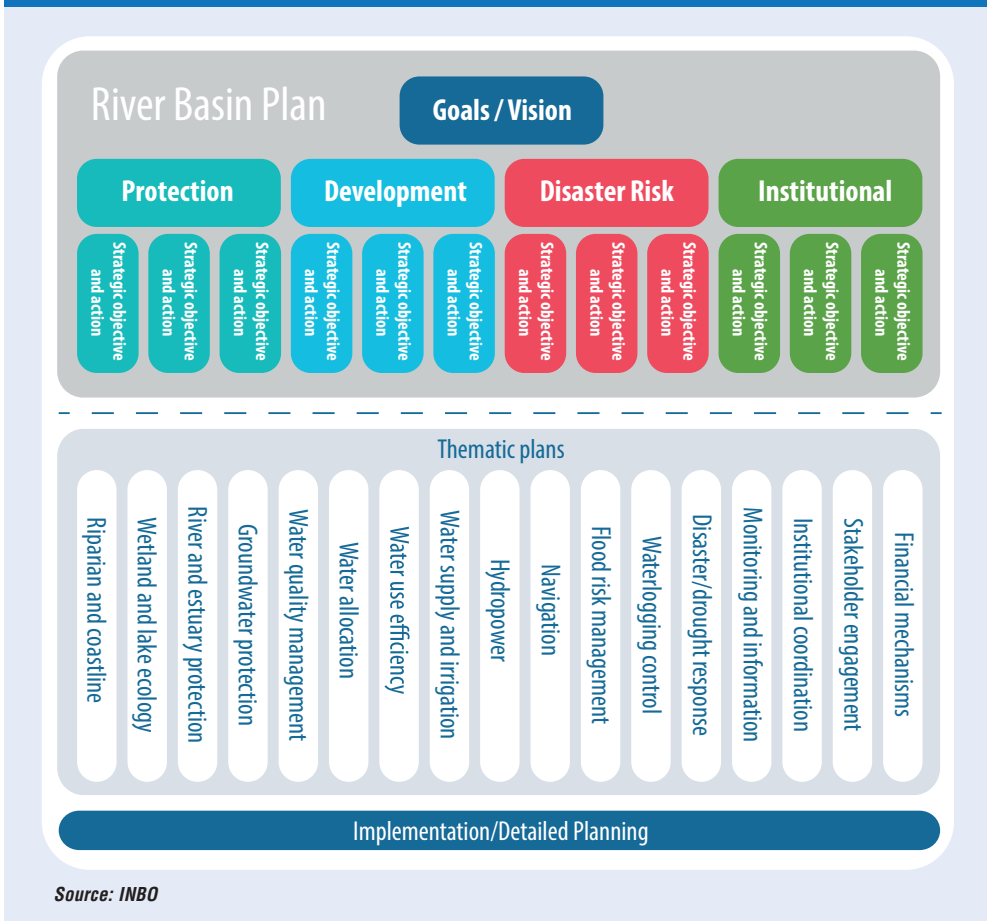 River Basin Plan
Goals / Vision
Protection
Development
Disaster Risk
Institutional
Strategic objective
and action
Strategic objective
and action
Strategic objective
and action
Strategic objective
and action
Strategic objective
and action
Strategic objective
and action
Strategic objective
and action
Strategic objective
and action
Strategic objective
and action
Strategic objective
and action
Strategic objective
and action
Strategic objective
and action
Thematic plans
Riparian and coastline
Wetland and lake ecology
River and estuary protection
Groundwater protection
Water quality management
Water allocation
Water use efficiency
Water supply and irrigation
Hydropower
Navigation
Flood risk management
Waterlogging control
Disaster/drought response
Monitoring and information
Institutional coordination
Stakeholder engagement
Financial mechanisms
Implementation/Detailed Planning
Source: INBO